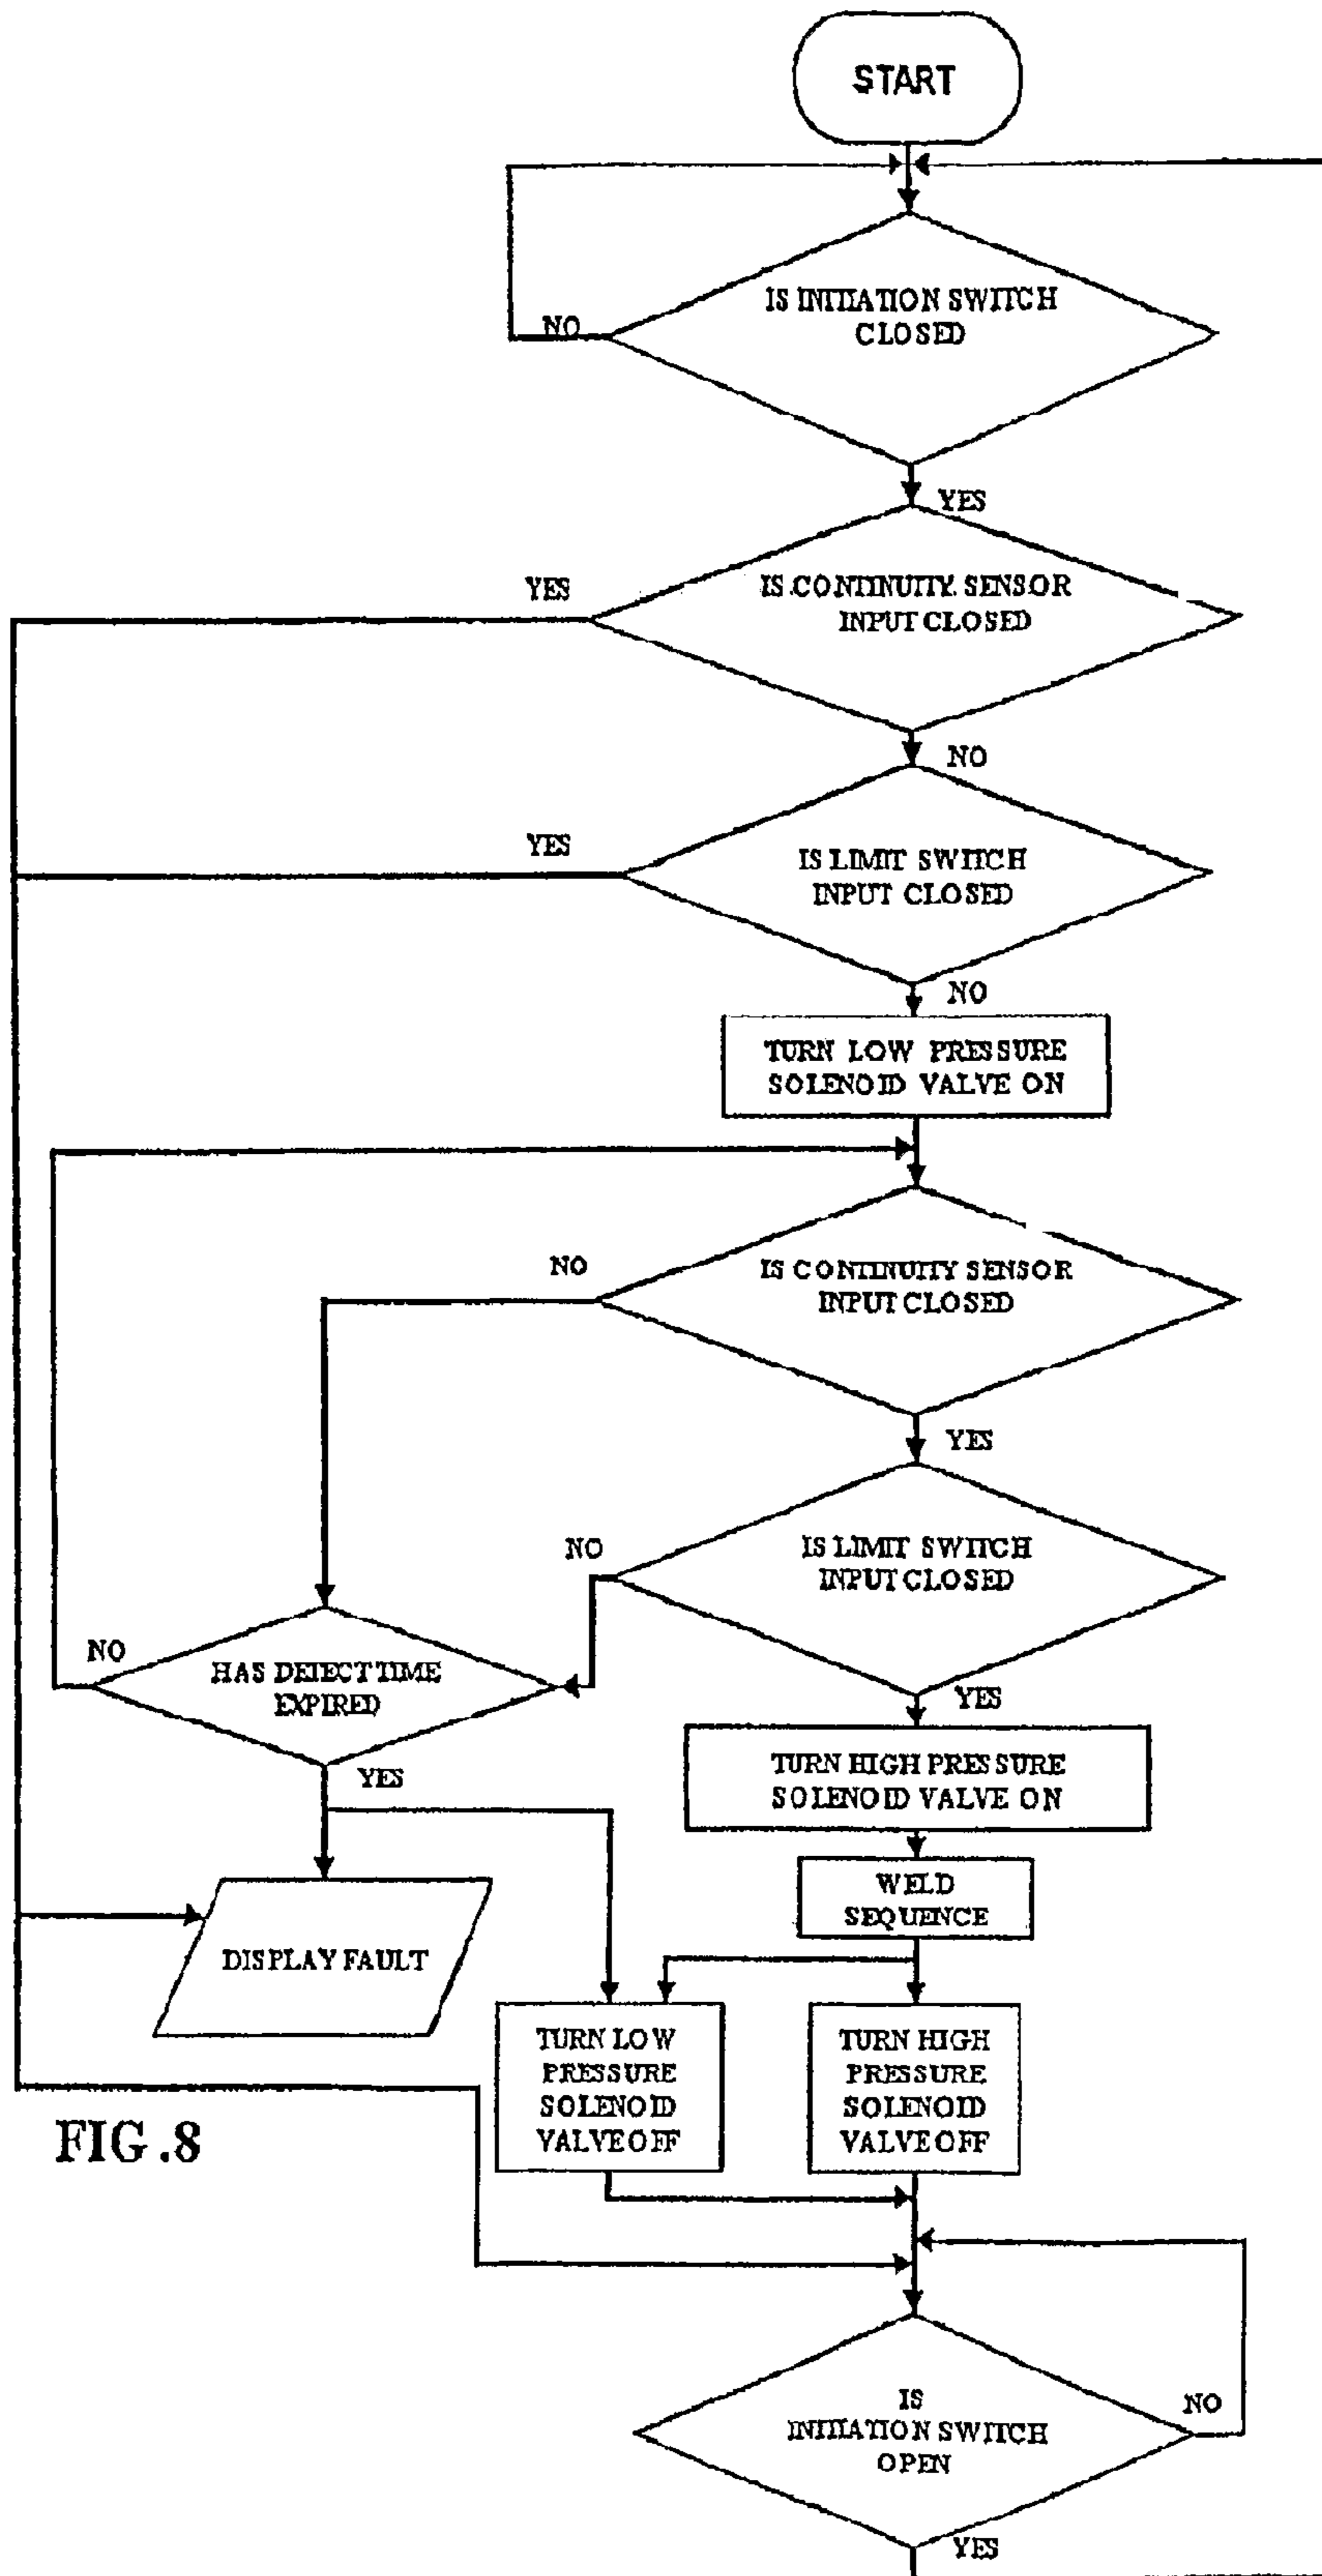 START
IS INITIATION SWITCH
CLOSED
NO
YES
IS CONTINUITY SENSOR
INPUT CLOSED
YES
NO
IS LIMIT SWITCH
INPUT CLOSED
YES
NO
TURN LOW PRESSURE
SOLENOID VALVE ON
IS CONTINUITY SENSOR
INPUT CLOSED
NO
YES
IS LIMIT SWITCH
INPUT CLOSED
NO
YES
HAS DETECT TIME
EXPIRED
NO
YES
TURN HIGH PRESSURE
SOLENOID VALVE ON
WELD
SEQUENCE
DISPLAY FAULT
TURN LOW
PRESSURE
SOLENOID
VALVE OFF
TURN HIGH
PRESSURE
SOLENOID
VALVE OFF
FIG.8
IS
INITIATION SWITCH
OPEN
NO
YES